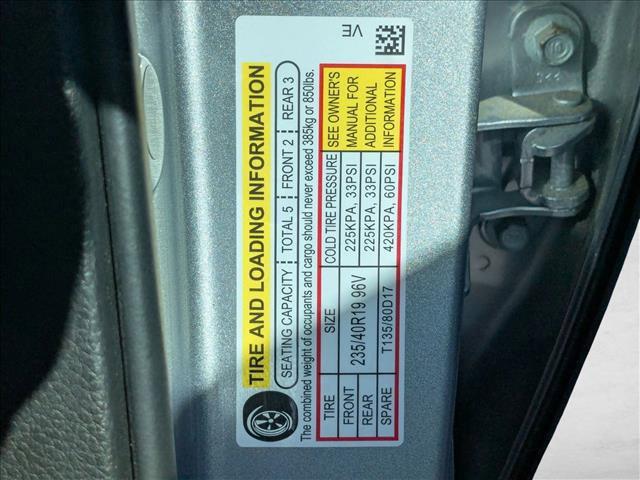 VE
TIRE AND LOADING INFORMATION
SEATING CAPACITY TOTAL 5 FRONT 2 REAR 3
The combined weight of occupants and cargo should never exceed 385kg or 850lbs.
TIRE SIZE COLD TIRE PRESSURE SEE OWNER'S
FRONT 235/40R19 96V 225KPA, 33PSI MANUAL FOR
REAR 225KPA, 33PSI ADDITIONAL
SPARE T135/80D17 420KPA, 60PSI INFORMATION